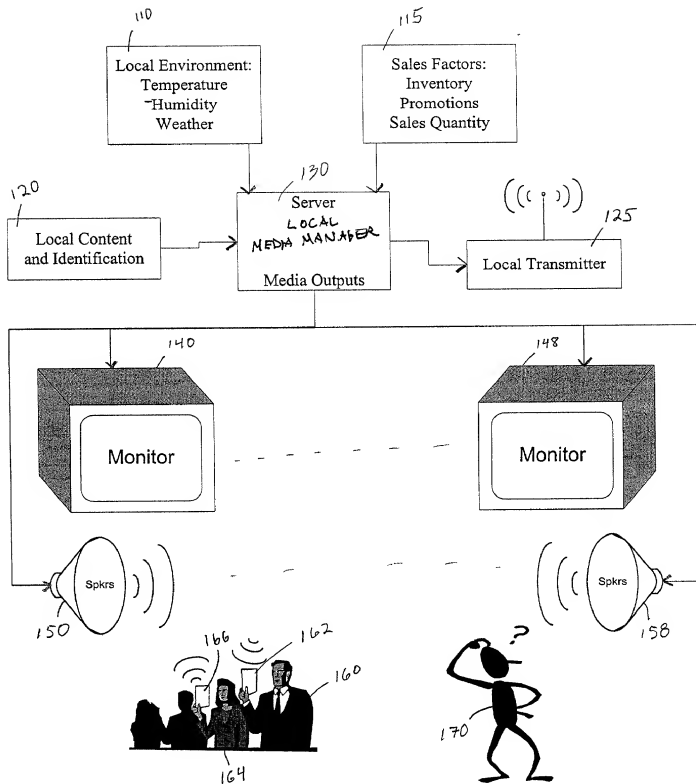 110
115
Local Environment:
Temperature
Humidity
Weather
Sales Factors:
Inventory
Promotions
Sales Quantity
120
130
125
Local Content
and Identification
Server
LOCAL
MEDIA MANAGER
Media Outputs
Local Transmitter
140
148
Monitor
Monitor
Spkrs
Spkrs
150
158
166
162
160
?
170
164